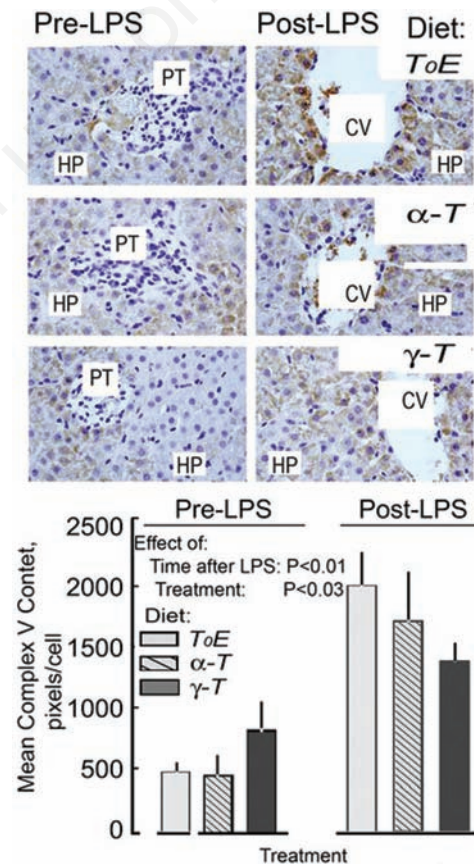 Pre-LPS Post-LPS Diet:
ToE
PT
CV
HP
HP
α-T
PT
CV
HP
HP
γ-T
PT
CV
HP
HP
2500
2000
1500
1000
500
0
Mean Complex V Contet,
pixels/cell
Pre-LPS Post-LPS
Effect of:
Time after LPS: P<0.01
Treatment: P<0.03
Diet:
ToE
α-T
γ-T
Treatment